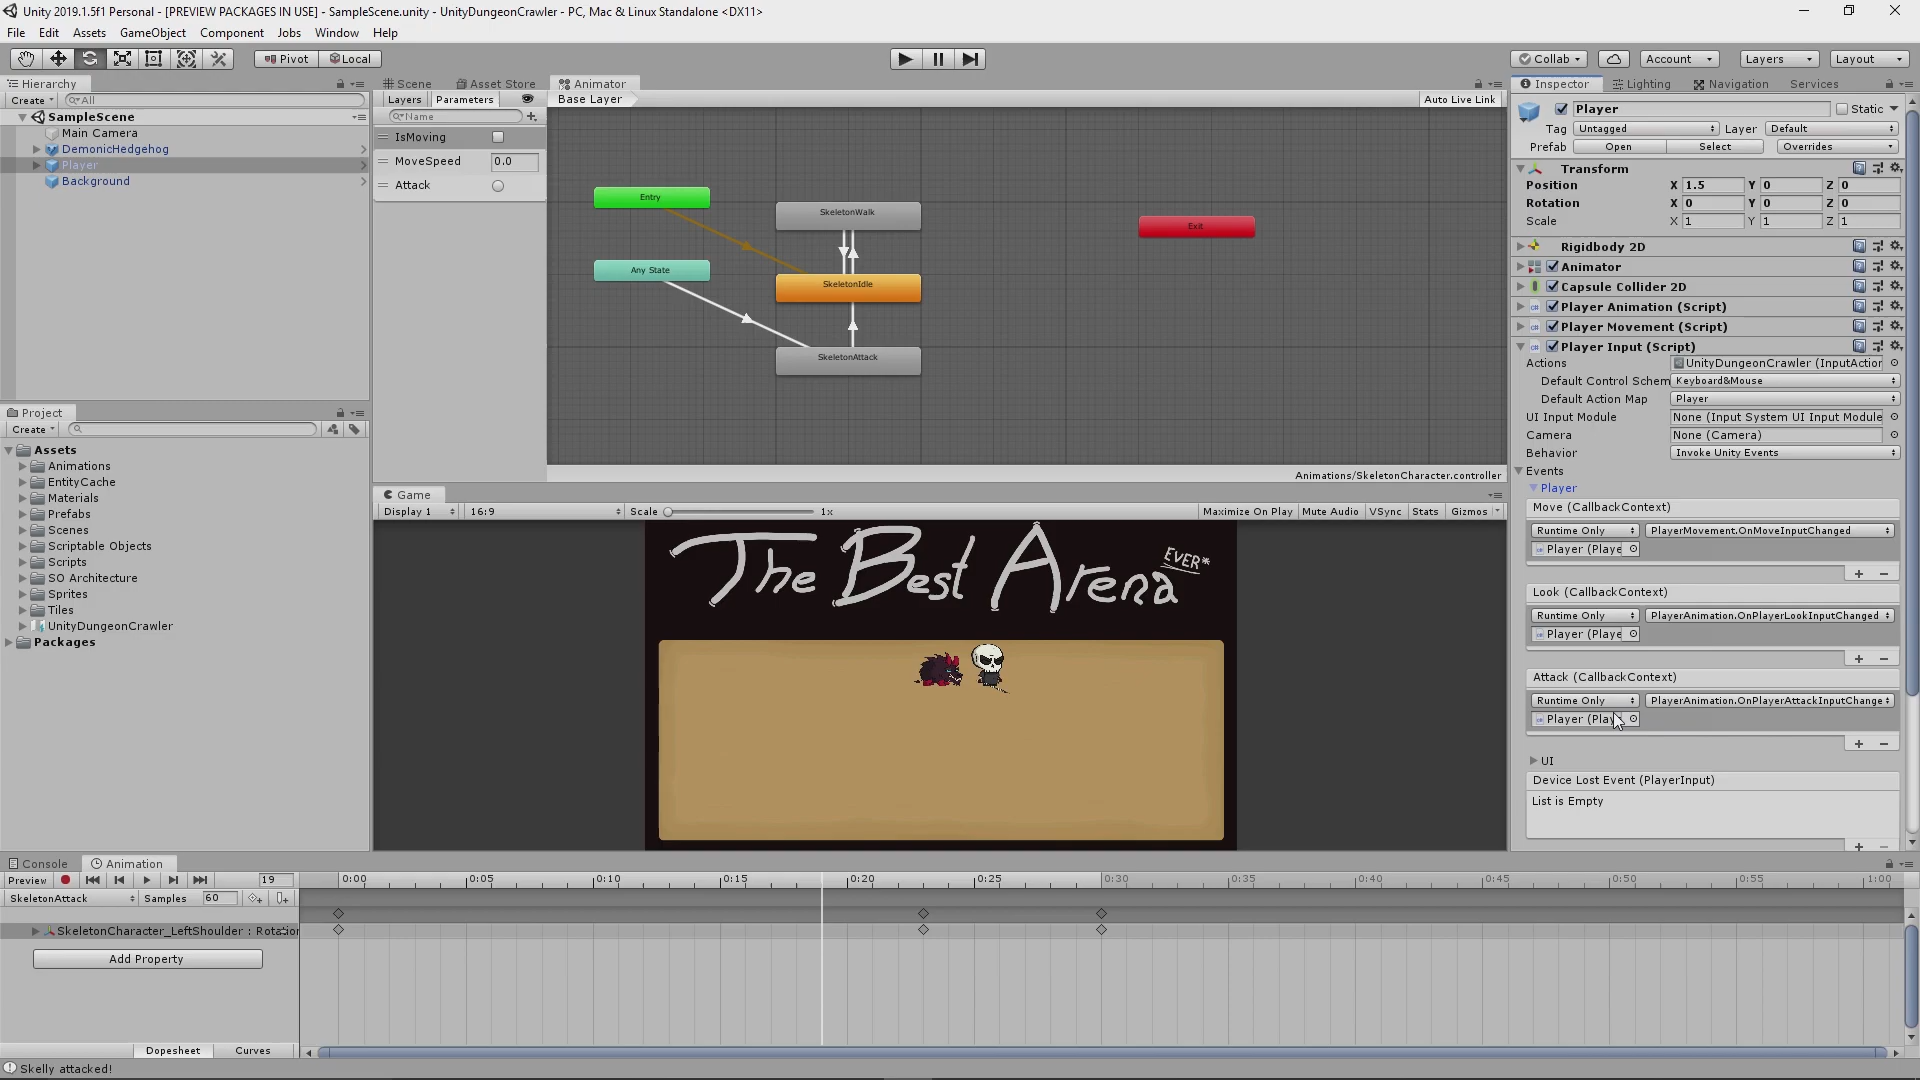 Unity 2019.1.5f1 Personal - [PREVIEW PACKAGES IN USE] - SampleScene.unity - UnityDungeonCrawler - PC, Mac & Linux Standalone <DX11>
File Edit Assets GameObject Component Jobs Window Help
Pivot Local Collab Account Layers Layout
Hierarchy
Create All
SampleScene
Main Camera
DemonicHedgehog
Player
Background
Project
Create
Assets
Animations
EntityCache
Materials
Prefabs
Scenes
Scriptable Objects
Scripts
SO Architecture
Sprites
Tiles
UnityDungeonCrawler
Packages
Scene Asset Store Animator
Layers Parameters Base Layer Auto Live Link
Name
IsMoving
MoveSpeed 0.0
Attack
Entry
SkeletonWalk
Exit
Any State
SkeletonIdle
SkeletonAttack
Animations/SkeletonCharacter.controller
Game
Display 1 16:9 Scale 1x Maximize On Play Mute Audio VSync Stats Gizmos
The Best Arena EVER*
Inspector Lighting Navigation Services
Player Static
Tag Untagged Layer Default
Prefab Open Select Overrides
Transform
Position X 1.5 Y 0 Z 0
Rotation X 0 Y 0 Z 0
Scale X 1 Y 1 Z 1
Rigidbody 2D
Animator
Capsule Collider 2D
Player Animation (Script)
Player Movement (Script)
Player Input (Script)
Actions UnityDungeonCrawler (InputAction
Default Control Schem Keyboard&Mouse
Default Action Map Player
UI Input Module None (Input System UI Input Module
Camera None (Camera)
Behavior Invoke Unity Events
Events
Player
Move (CallbackContext)
Runtime Only PlayerMovement.OnMoveInputChanged
Player (Playe
Look (CallbackContext)
Runtime Only PlayerAnimation.OnPlayerLookInputChanged
Player (Playe
Attack (CallbackContext)
Runtime Only PlayerAnimation.OnPlayerAttackInputChange
Player (Play
UI
Device Lost Event (PlayerInput)
List is Empty
Console Animation
Preview 19 0:00 0:05 0:10 0:15 0:20 0:25 0:30 0:35 0:40 0:45 0:50 0:55 1:00
SkeletonAttack Samples 60
SkeletonCharacter_LeftShoulder : Rotation
Add Property
Dopesheet Curves
Skelly attacked!